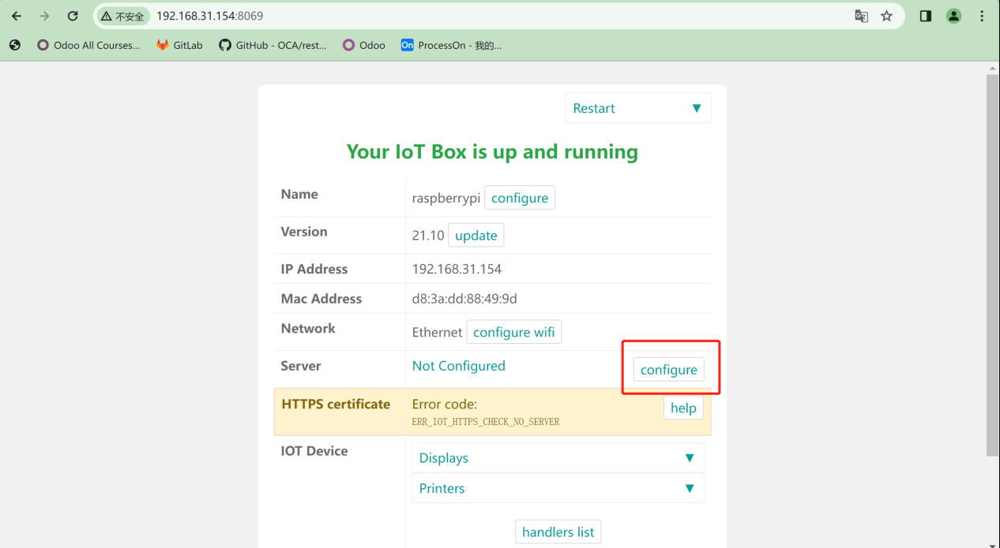 不安全 192.168.31.154:8069
Odoo All Courses... GitLab GitHub - OCA/rest... Odoo On ProcessOn - 我的...
Restart ▼
Your IoT Box is up and running
Name raspberrypi configure
Version 21.10 update
IP Address 192.168.31.154
Mac Address d8:3a:dd:88:49:9d
Network Ethernet configure wifi
Server Not Configured configure
HTTPS certificate Error code: help
ERR_IOT_HTTPS_CHECK_NO_SERVER
IOT Device Displays ▼
Printers ▼
handlers list